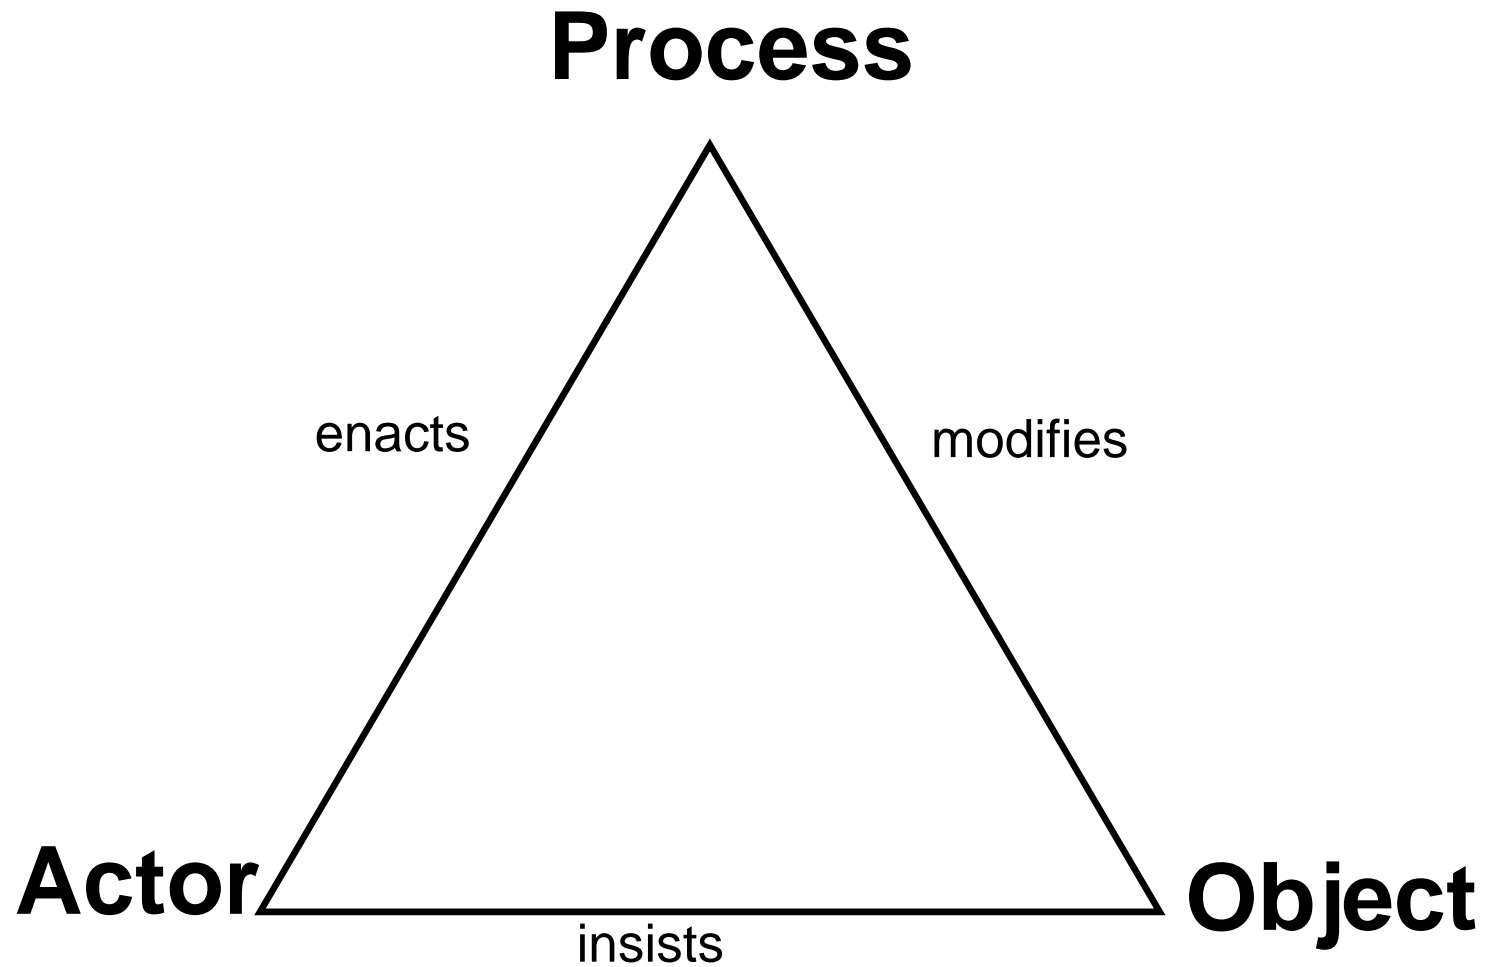 Process
enacts
modifies
Actor
Object
insists